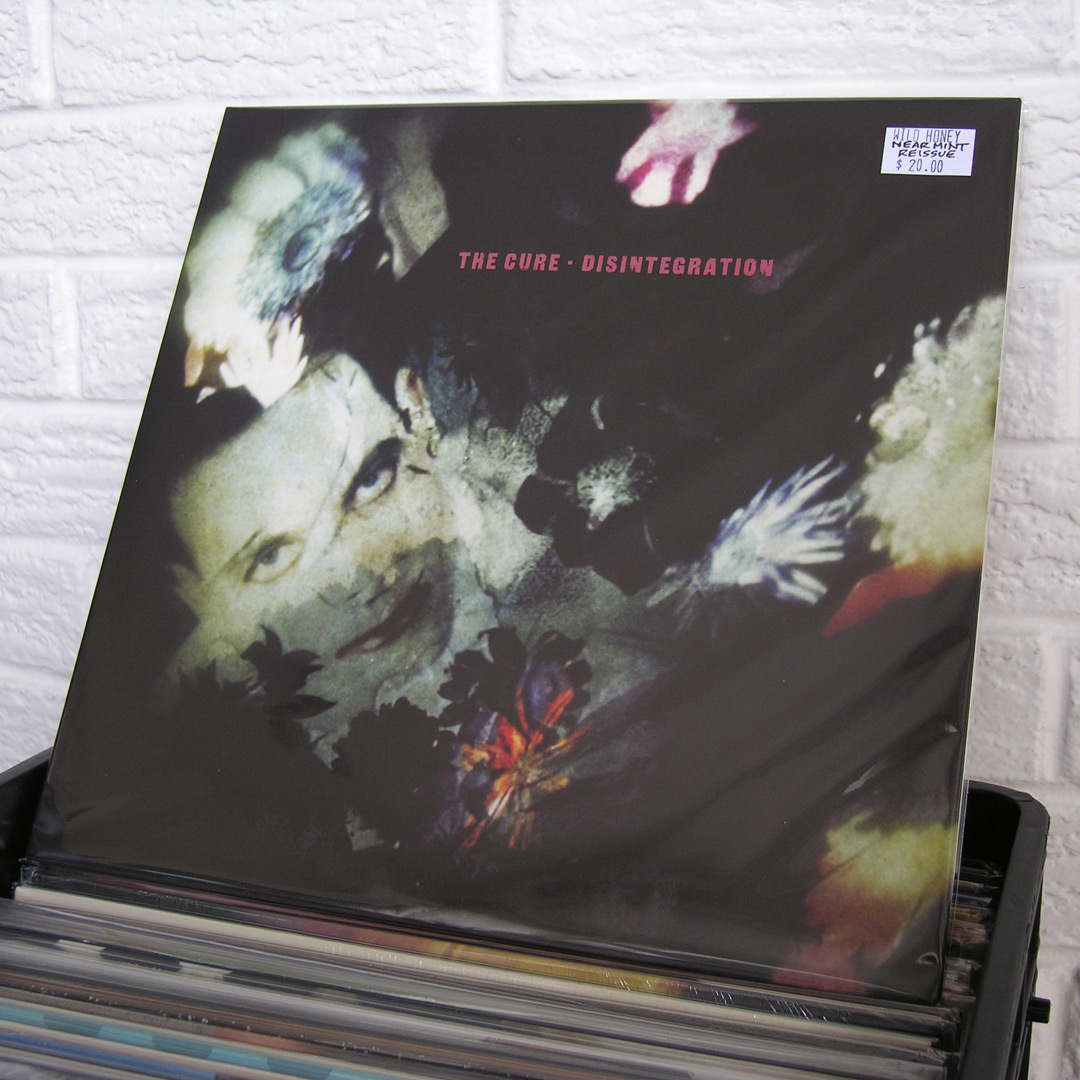 WILD HONEY
NEAR MINT
REISSUE
$ 20.00
THE CURE · DISINTEGRATION